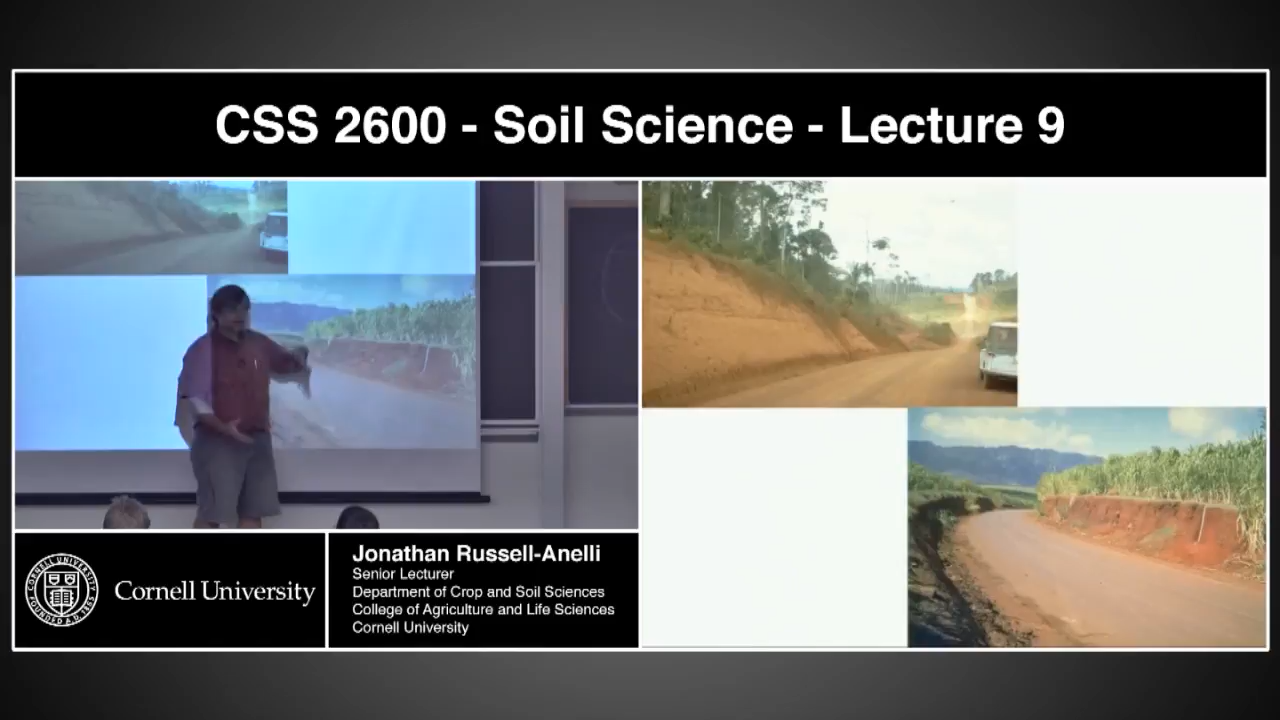 CSS 2600 - Soil Science - Lecture 9
Cornell University
Jonathan Russell-Anelli
Senior Lecturer
Department of Crop and Soil Sciences
College of Agriculture and Life Sciences
Cornell University